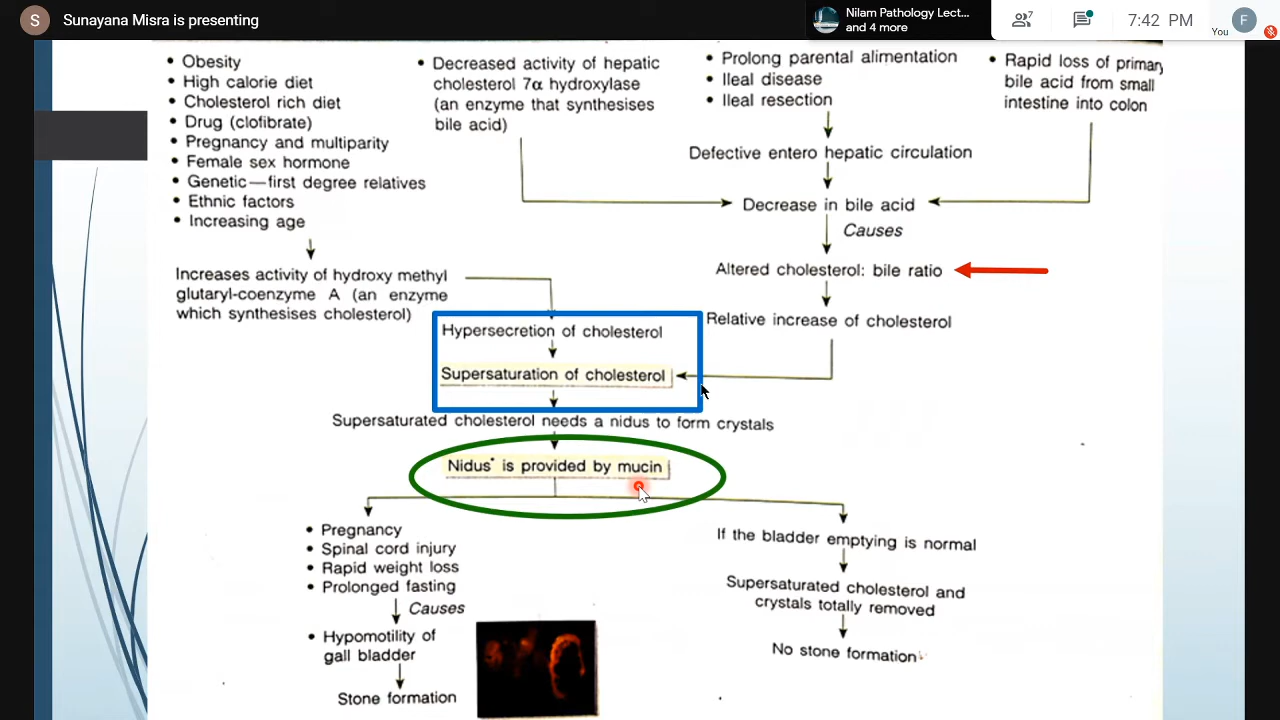 S
Sunayana Misra is presenting
Nilam Pathology Lect...
and 4 more
7
7:42 PM
You
F
• Obesity
• High calorie diet
• Cholesterol rich diet
• Drug (clofibrate)
• Pregnancy and multiparity
• Female sex hormone
• Genetic—first degree relatives
• Ethnic factors
• Increasing age
Increases activity of hydroxy methyl
glutaryl-coenzyme A (an enzyme
which synthesises cholesterol)
• Decreased activity of hepatic
cholesterol 7α hydroxylase
(an enzyme that synthesises
bile acid)
• Prolong parental alimentation
• Ileal disease
• Ileal resection
Defective entero hepatic circulation
• Rapid loss of primary
bile acid from small
intestine into colon
Decrease in bile acid
Causes
Altered cholesterol: bile ratio
Relative increase of cholesterol
Hypersecretion of cholesterol
Supersaturation of cholesterol
Supersaturated cholesterol needs a nidus to form crystals
Nidus* is provided by mucin
• Pregnancy
• Spinal cord injury
• Rapid weight loss
• Prolonged fasting
Causes
• Hypomotility of
gall bladder
Stone formation
If the bladder emptying is normal
Supersaturated cholesterol and
crystals totally removed
No stone formation